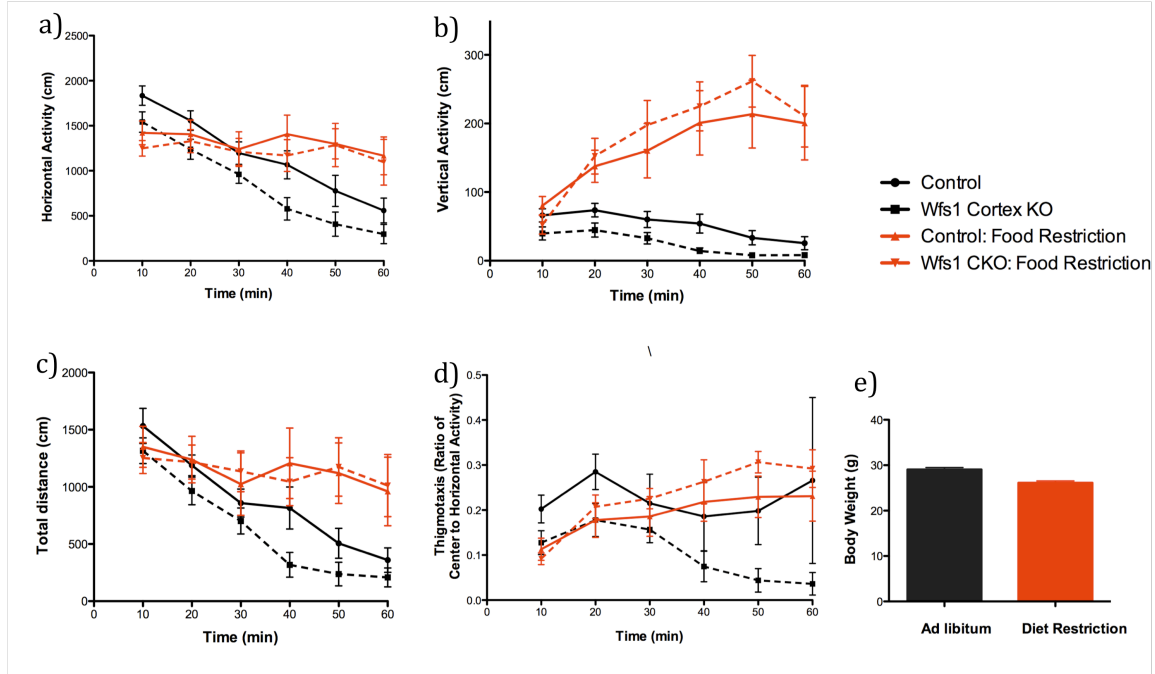 a)
Horizontal Activity (cm)
2500
2000
1500
1000
500
0
0 10 20 30 40 50 60
Time (min)
b)
Vertical Activity (cm)
300
200
100
0
0 10 20 30 40 50 60
Time (min)
Control
Wfs1 Cortex KO
Control: Food Restriction
Wfs1 CKO: Food Restriction
c)
Total distance (cm)
2000
1500
1000
500
0
0 10 20 30 40 50 60
Time (min)
\
d)
Thigmotaxis (Ratio of
Center to Horizontal Activity)
0.5
0.4
0.3
0.2
0.1
0.0
0 10 20 30 40 50 60
Time (min)
e)
Body Weight (g)
40
30
20
10
0
Ad libitum Diet Restriction